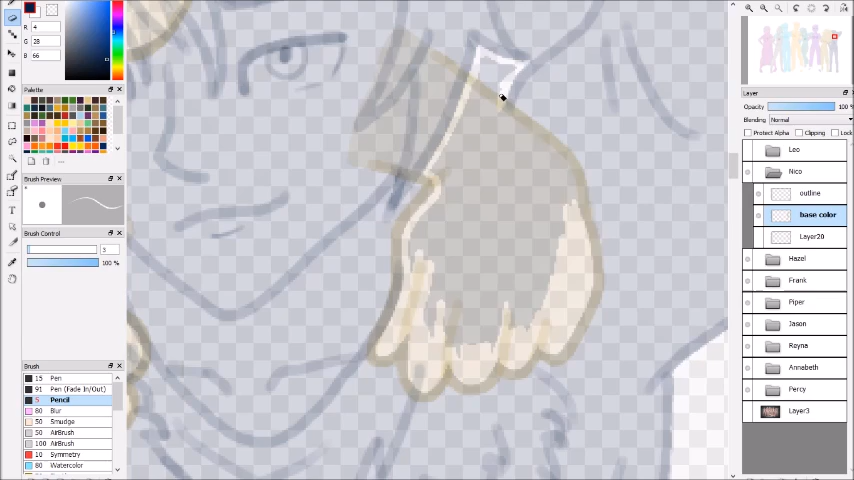 R 4
G 28
B 66
Palette
Brush Preview
Brush Control
3
100 %
Brush
15 Pen
91 Pen (Fade In/Out)
5 Pencil
80 Blur
50 Smudge
50 AirBrush
100 AirBrush
10 Symmetry
80 Watercolor
Layer
Opacity 100 %
Blending Normal
Protect Alpha Clipping Lock
Leo
Nico
outline
base color
Layer20
Hazel
Frank
Piper
Jason
Reyna
Annabeth
Percy
Layer3